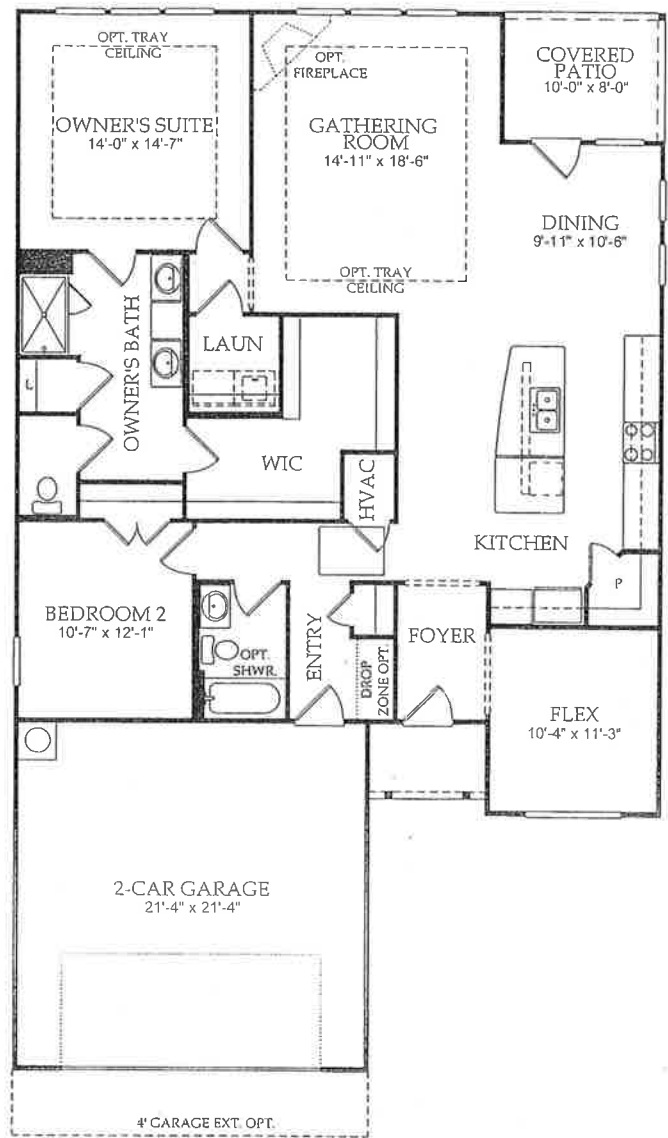 OPT. TRAY
CEILING
OWNER'S SUITE
14'-0" x 14'-7"
OPT.
FIREPLACE
GATHERING
ROOM
14'-11" x 18'-6"
OPT. TRAY
CEILING
COVERED
PATIO
10'-0" x 8'-0"
DINING
9'-11" x 10'-6"
OWNER'S BATH
L
LAUN
WIC
HVAC
KITCHEN
P
BEDROOM 2
10'-7" x 12'-1"
OPT.
SHWR.
ENTRY
DROP
ZONE OPT.
FOYER
FLEX
10'-4" x 11'-3"
2-CAR GARAGE
21'-4" x 21'-4"
4' GARAGE EXT. OPT.